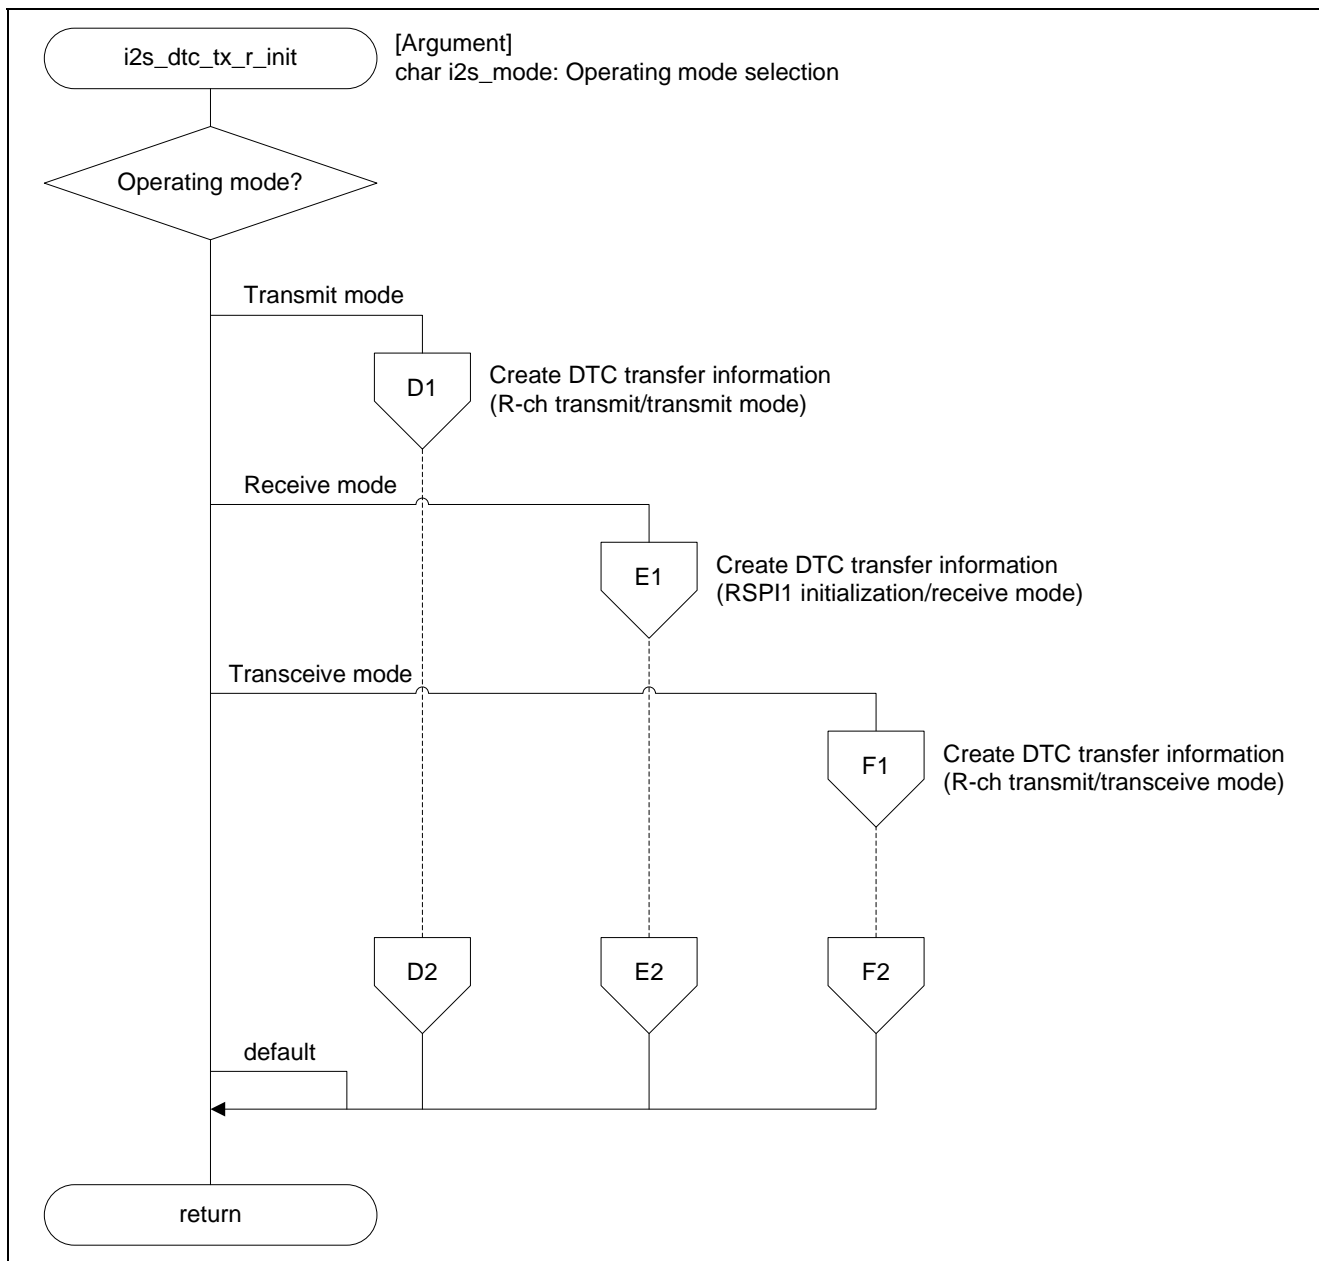 i2s_dtc_tx_r_init
[Argument]
char i2s_mode: Operating mode selection
Operating mode?
Transmit mode
D1
Create DTC transfer information
(R-ch transmit/transmit mode)
Receive mode
E1
Create DTC transfer information
(RSPI1 initialization/receive mode)
Transceive mode
F1
Create DTC transfer information
(R-ch transmit/transceive mode)
D2
E2
F2
default
return